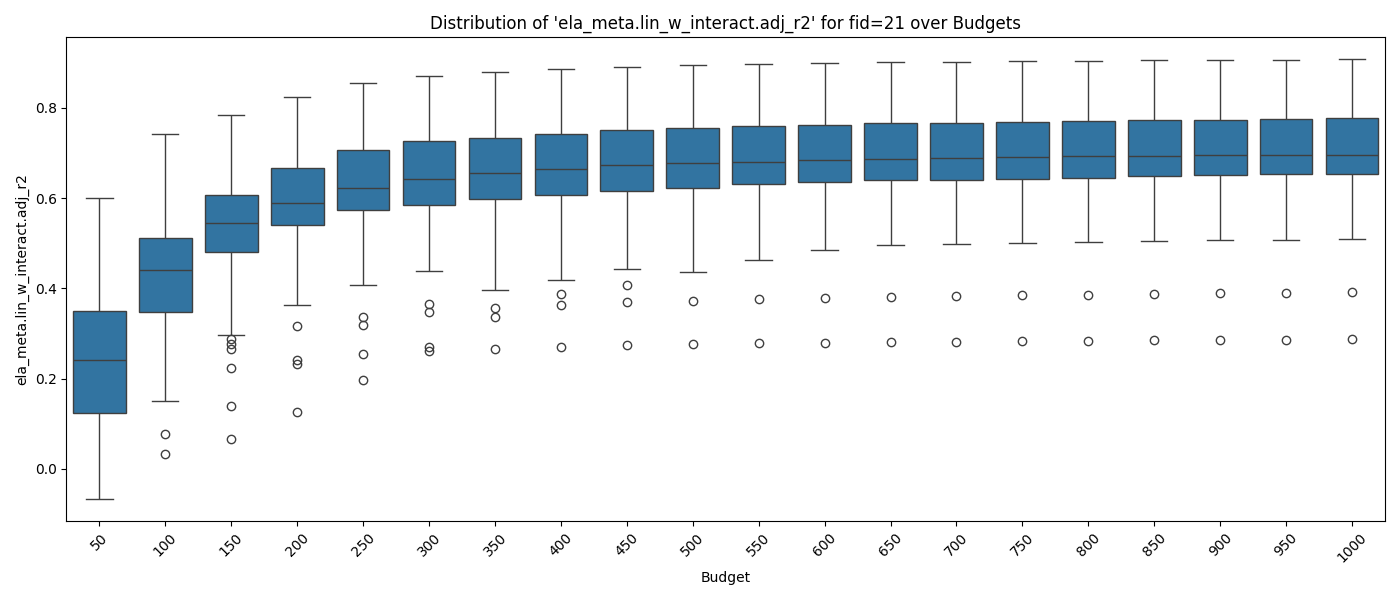 Distribution of 'ela_meta.lin_w_interact.adj_r2' for fid=21 over Budgets
ela_meta.lin_w_interact.adj_r2
0.8
0.6
0.4
0.2
0.0
50 100 150 200 250 300 350 400 450 500 550 600 650 700 750 800 850 900 950 1000
Budget